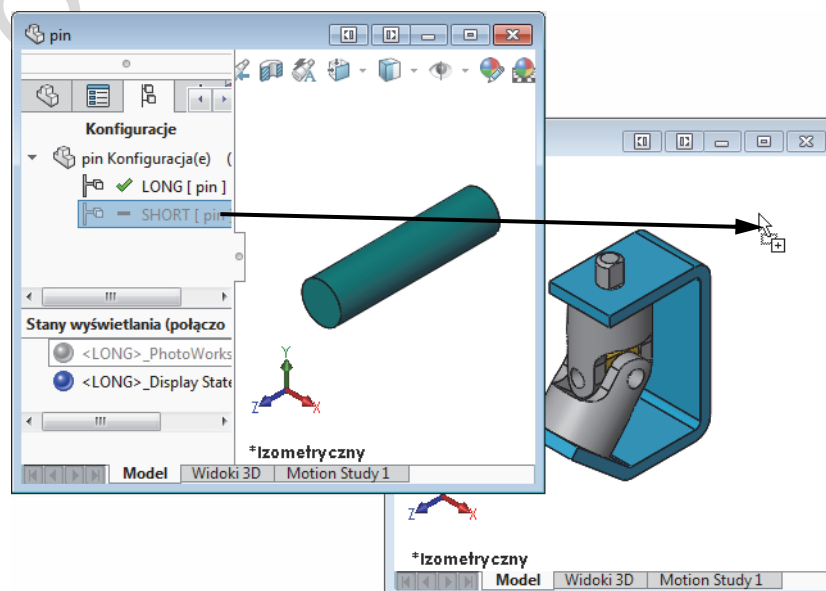 pin
Konfiguracje
pin Konfiguracja(e) (
LONG [ pin ]
SHORT [ pin
Stany wyświetlania (połączo
<LONG>_PhotoWorks
<LONG>_Display State
Y
Z
X
*Izometryczny
Model Widoki 3D Motion Study 1
Z
X
*Izometryczny
Model Widoki 3D Motion Study 1